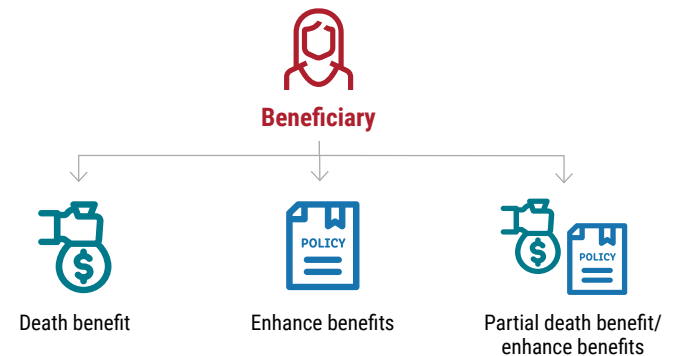 Beneficiary
$
POLICY
$
POLICY
Death benefit
Enhance benefits
Partial death benefit/
enhance benefits